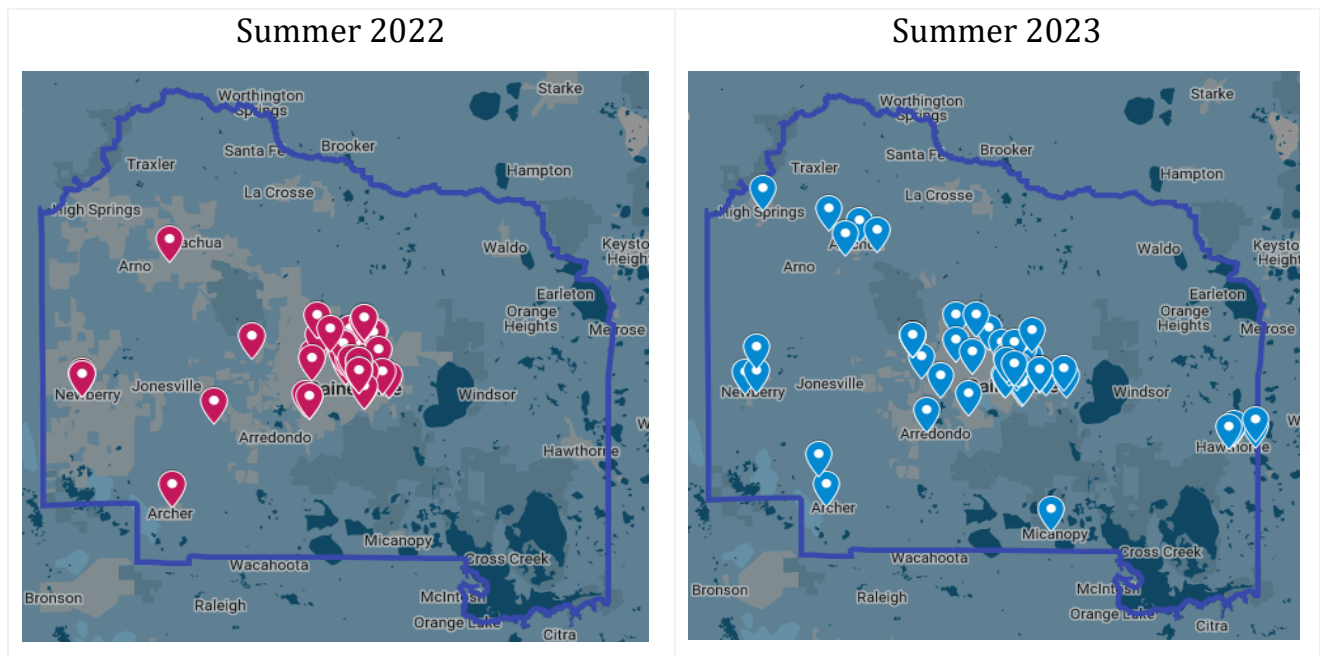 Summer 2022
Summer 2023
Starke
Worthington
Springs
Brooker
Santa Fe
Traxler
Hampton
La Crosse
High Springs
Waldo
Arno
Earleton
Orange
Heights
Melrose
Jonesville
Newberry
Windsor
Arredondo
Hawthorne
Archer
Micanopy
Cross Creek
Wacahoota
Bronson
Raleigh
McIntosh
Orange Lake
Citra
Starke
Worthington
Springs
Brooker
Santa Fe
Traxler
Hampton
La Crosse
High Springs
Waldo
Arno
Earleton
Orange
Heights
Melrose
Jonesville
Newberry
Windsor
Arredondo
Hawthorne
Archer
Micanopy
Cross Creek
Wacahoota
Bronson
Raleigh
McIntosh
Orange Lake
Citra